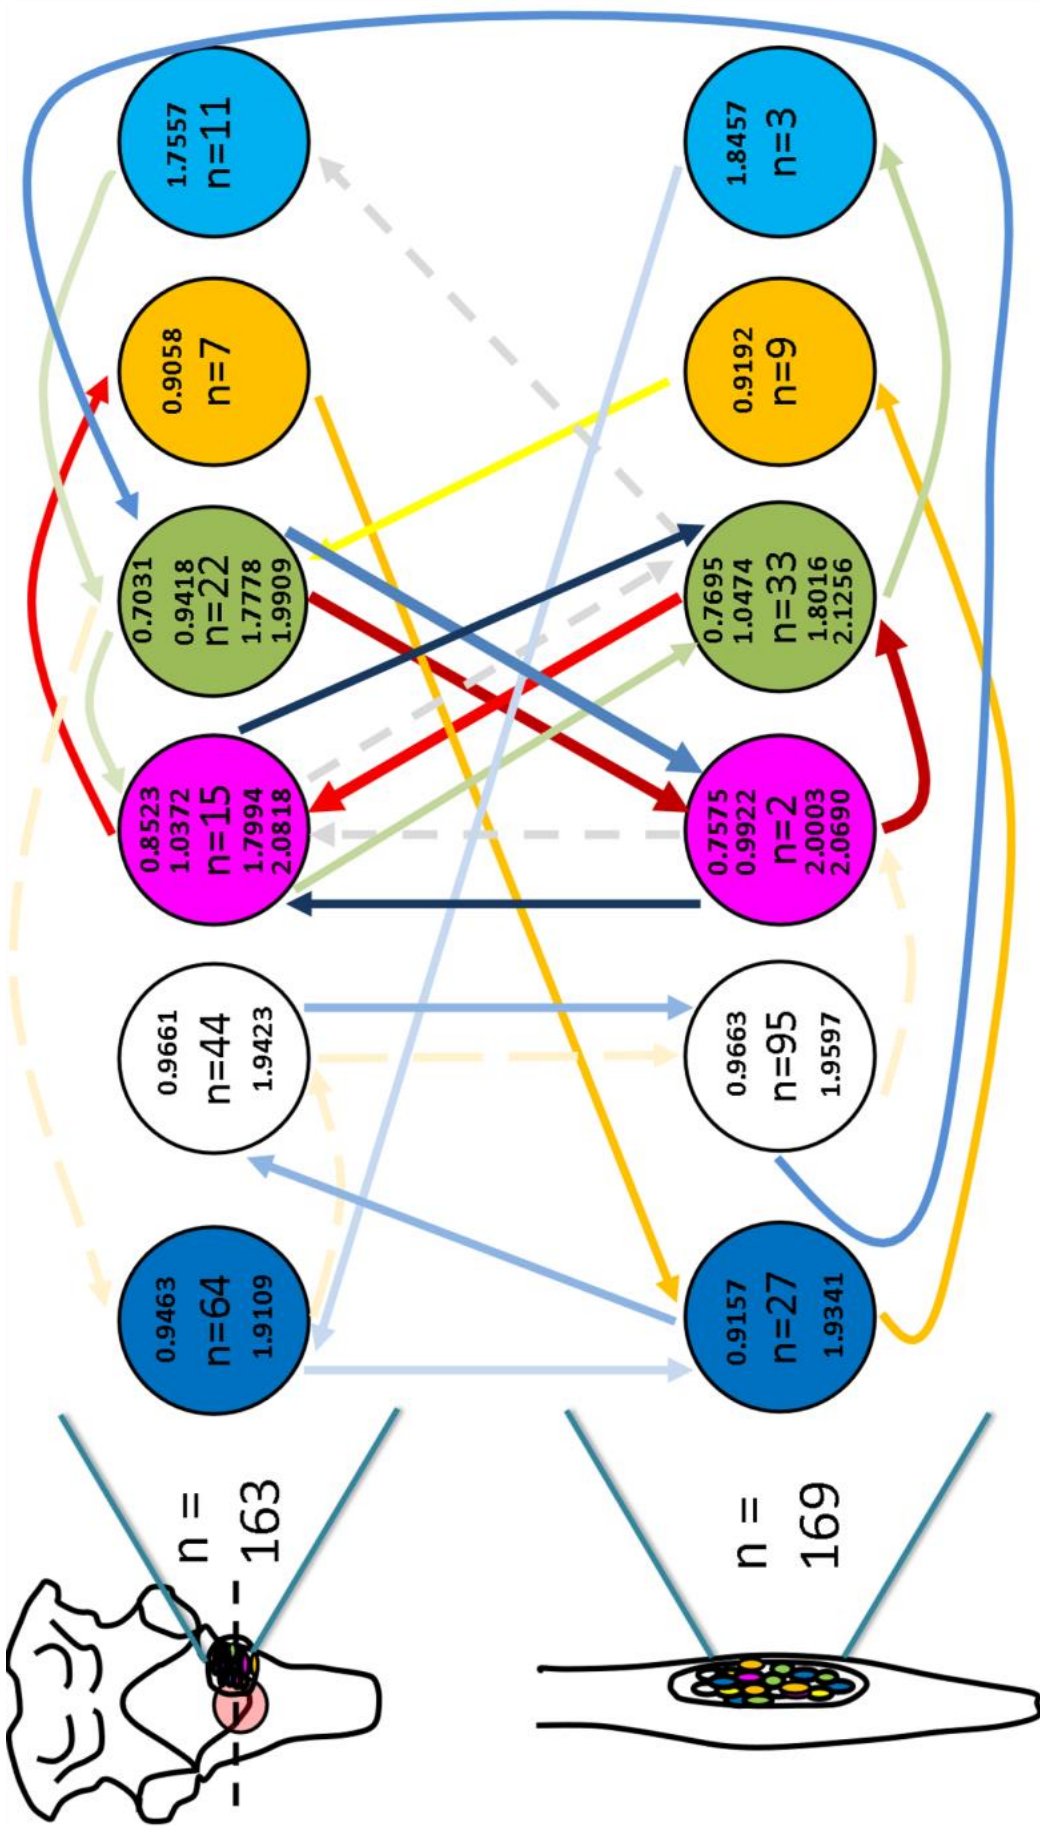 n =
163
0.9463
n=64
1.9109
0.9661
n=44
1.9423
0.8523
1.0372
n=15
1.7994
2.0818
0.7031
0.9418
n=22
1.7778
1.9909
0.9058
n=7
1.7557
n=11
n =
169
0.9157
n=27
1.9341
0.9663
n=95
1.9597
0.7575
0.9922
n=2
2.0003
2.0690
0.7695
1.0474
n=33
1.8016
2.1256
0.9192
n=9
1.8457
n=3